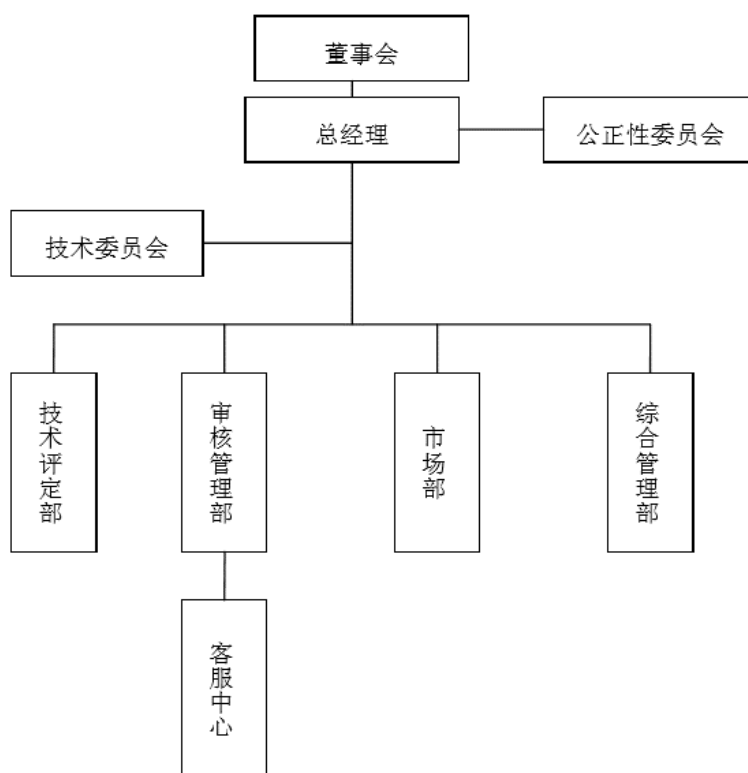 董事会
总经理
公正性委员会
技术委员会
技术评定部
审核管理部
市场部
综合管理部
客服中心